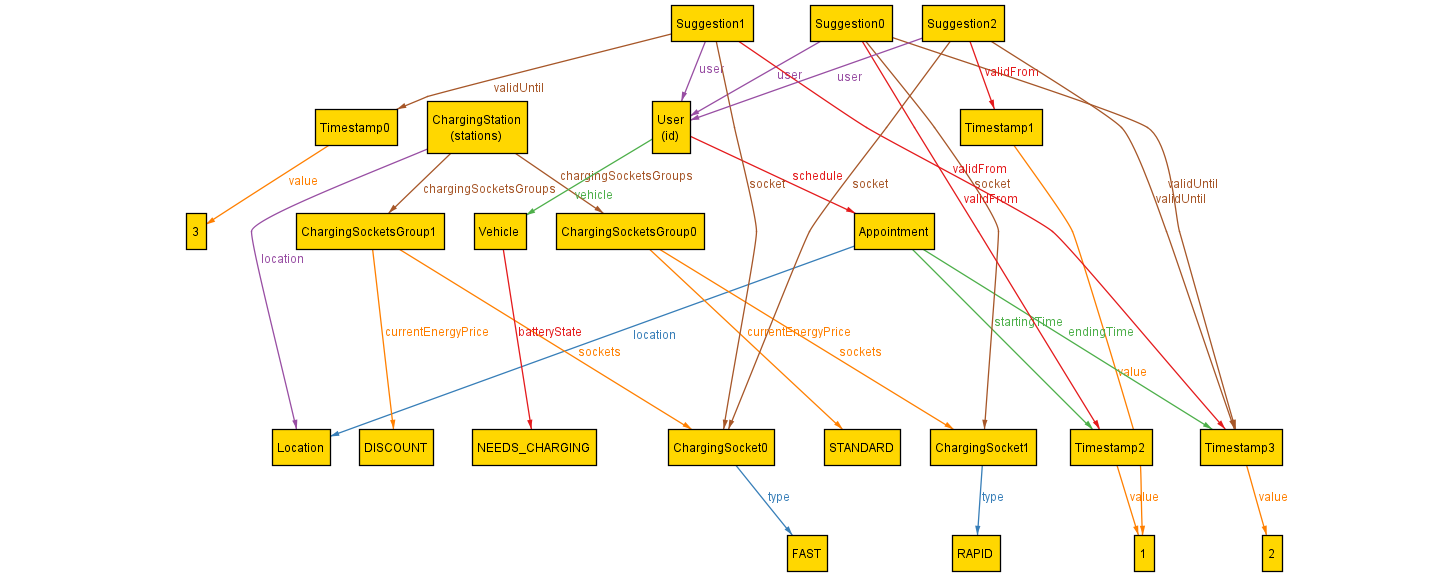 Suggestion1
Suggestion0
Suggestion2
user
user
user
validFrom
validUntil
Timestamp0
ChargingStation
(stations)
User
(id)
Timestamp1
value
chargingSocketsGroups
chargingSocketsGroups
vehicle
schedule
socket
socket
validFrom
socket
validUntil
validFrom
validUntil
3
ChargingSocketsGroup1
Vehicle
ChargingSocketsGroup0
Appointment
location
currentEnergyPrice
batteryState
sockets
location
currentEnergyPrice
sockets
startingTime
endingTime
value
Location
DISCOUNT
NEEDS_CHARGING
ChargingSocket0
STANDARD
ChargingSocket1
Timestamp2
Timestamp3
type
type
value
value
FAST
RAPID
1
2